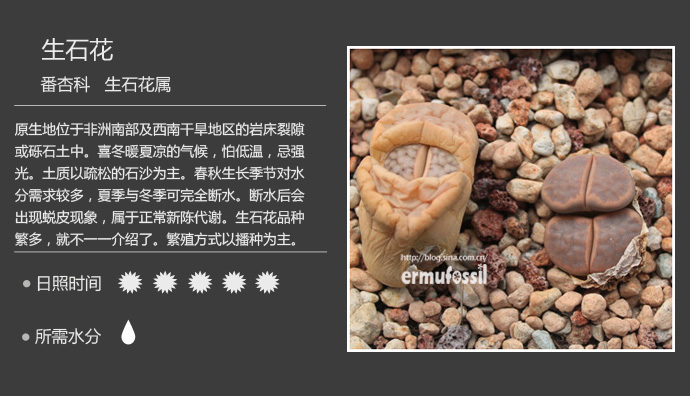 生石花
番杏科 生石花属
原生地位于非洲南部及西南干旱地区的岩床裂隙
或砾石土中。喜冬暖夏凉的气候，怕低温，忌强
光。土质以疏松的石沙为主。春秋生长季节对水
分需求较多，夏季与冬季可完全断水。断水后会
出现蜕皮现象，属于正常新陈代谢。生石花品种
繁多，就不一一介绍了。繁殖方式以播种为主。
日照时间
所需水分
http://blog.sina.com.cn/
ermufossil